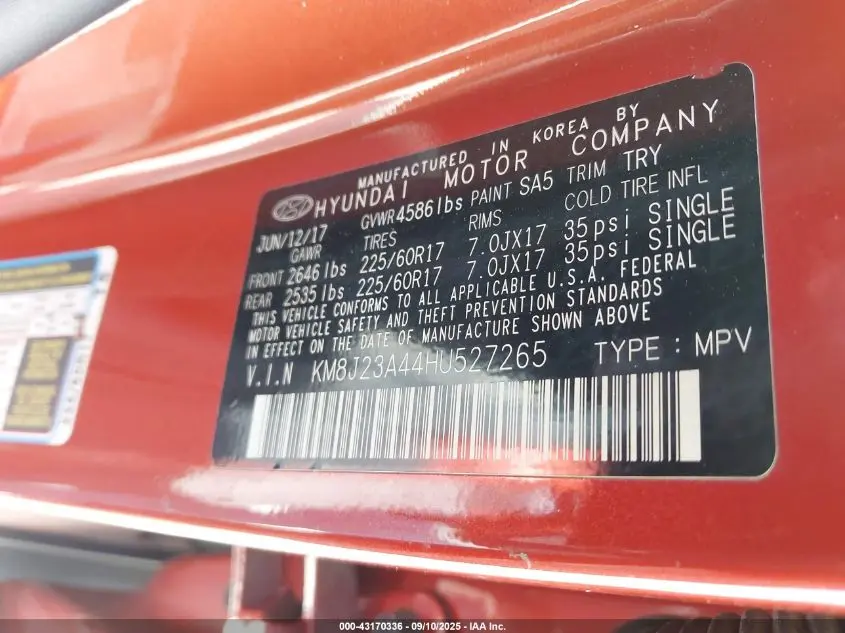 MANUFACTURED IN KOREA BY
HYUNDAI MOTOR COMPANY
JUN/12/17 GVWR 4586 lbs PAINT SA5 TRIM TRY
GAWR TIRES RIMS COLD TIRE INFL
FRONT 2646 lbs 225/60R17 7.0JX17 35psi SINGLE
REAR 2535 lbs 225/60R17 7.0JX17 35psi SINGLE
THIS VEHICLE CONFORMS TO ALL APPLICABLE U.S.A. FEDERAL
MOTOR VEHICLE SAFETY AND THEFT PREVENTION STANDARDS
IN EFFECT ON THE DATE OF MANUFACTURE SHOWN ABOVE
V.I.N KM8J23A44HU527265 TYPE : MPV
000-43170336 - 09/10/2025 - IAA Inc.